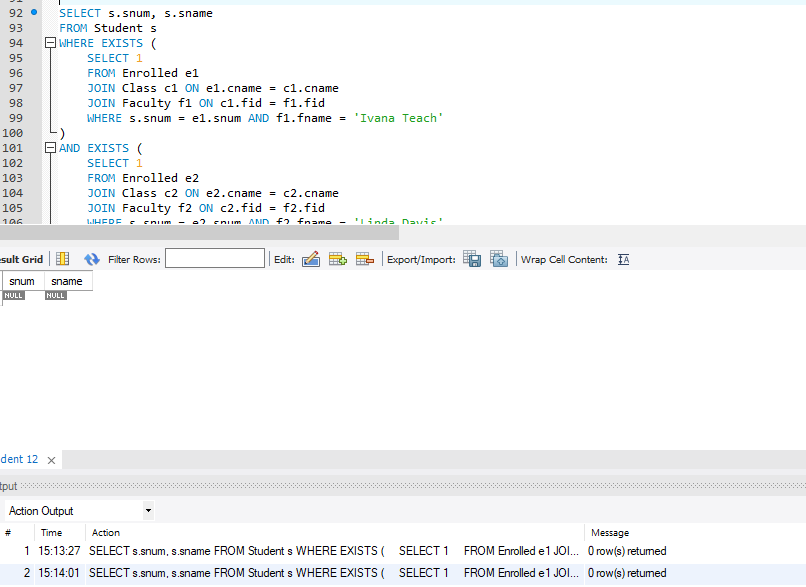 92 SELECT s.snum, s.sname
93 FROM Student s
94 WHERE EXISTS (
95 SELECT 1
96 FROM Enrolled e1
97 JOIN Class c1 ON e1.cname = c1.cname
98 JOIN Faculty f1 ON c1.fid = f1.fid
99 WHERE s.snum = e1.snum AND f1.fname = 'Ivana Teach'
100 )
101 AND EXISTS (
102 SELECT 1
103 FROM Enrolled e2
104 JOIN Class c2 ON e2.cname = c2.cname
105 JOIN Faculty f2 ON c2.fid = f2.fid
106 WHERE s.snum = e2.snum AND f2.fname = 'Linda Davis'
esult Grid Filter Rows: Edit: Export/Import: Wrap Cell Content: IA
snum sname
NULL NULL
dent 12
tput
Action Output
# Time Action Message
1 15:13:27 SELECT s.snum, s.sname FROM Student s WHERE EXISTS ( SELECT 1 FROM Enrolled e1 JOI... 0 row(s) returned
2 15:14:01 SELECT s.snum, s.sname FROM Student s WHERE EXISTS ( SELECT 1 FROM Enrolled e1 JOI... 0 row(s) returned